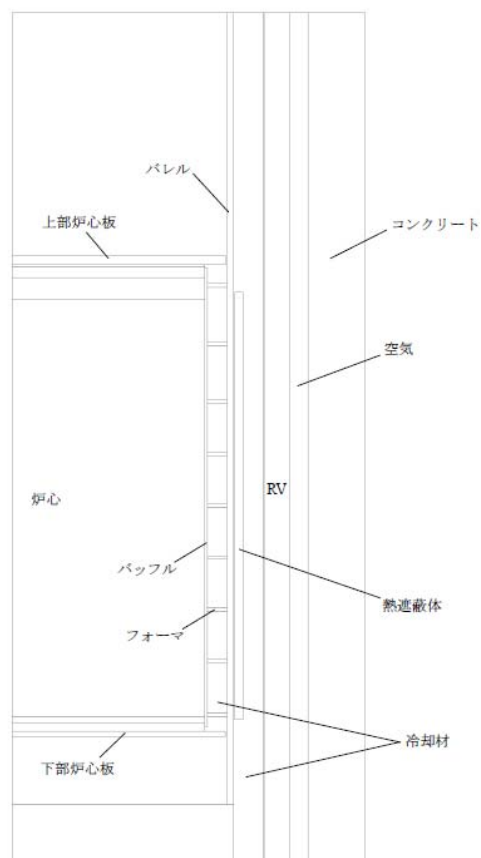 バレル
上部炉心板
コンクリート
空気
炉心
RV
バッフル
熱遮蔽体
フォーマ
冷却材
下部炉心板